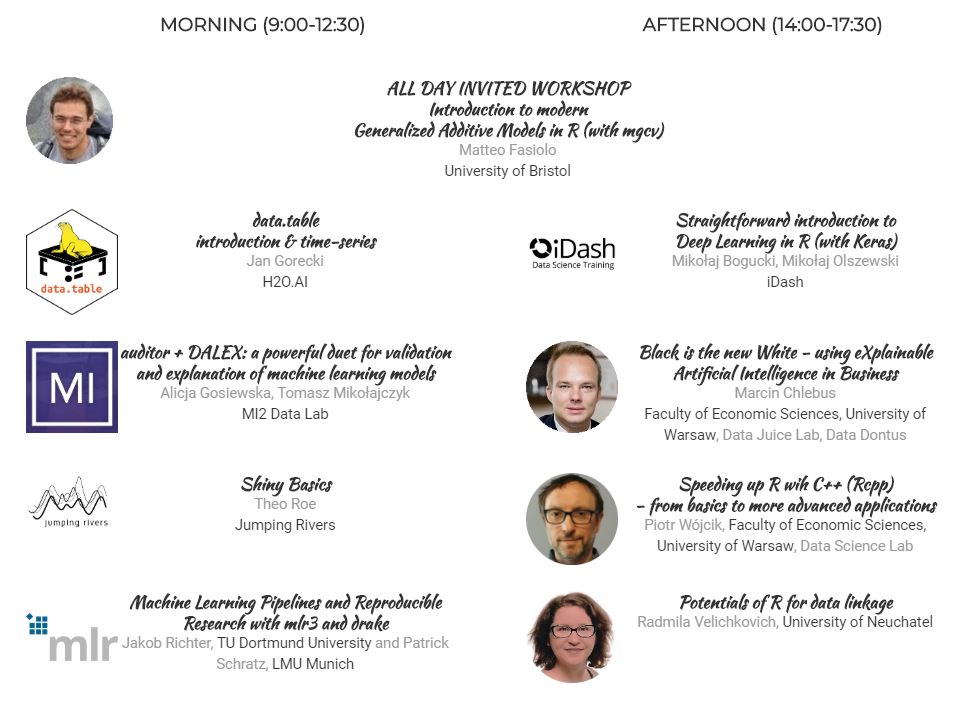 MORNING (9:00-12:30)
AFTERNOON (14:00-17:30)
ALL DAY INVITED WORKSHOP
Introduction to modern
Generalized Additive Models in R (with mgcv)
Matteo Fasiolo
University of Bristol
data.table
data.table
introduction & time-series
Jan Gorecki
H2O.AI
iDash
Data Science Training
Straightforward introduction to
Deep Learning in R (with Keras)
Mikołaj Bogucki, Mikołaj Olszewski
iDash
MI
auditor + DALEX: a powerful duet for validation
and explanation of machine learning models
Alicja Gosiewska, Tomasz Mikołajczyk
MI2 Data Lab
Black is the new White - using eXplainable
Artificial Intelligence in Business
Marcin Chlebus
Faculty of Economic Sciences, University of
Warsaw, Data Juice Lab, Data Dontus
jumping rivers
Shiny Basics
Theo Roe
Jumping Rivers
Speeding up R wih C++ (Rcpp)
- from basics to more advanced applications
Piotr Wójcik, Faculty of Economic Sciences,
University of Warsaw, Data Science Lab
mlr
Machine Learning Pipelines and Reproducible
Research with mlr3 and drake
Jakob Richter, TU Dortmund University and Patrick
Schratz, LMU Munich
Potentials of R for data linkage
Radmila Velichkovich, University of Neuchatel